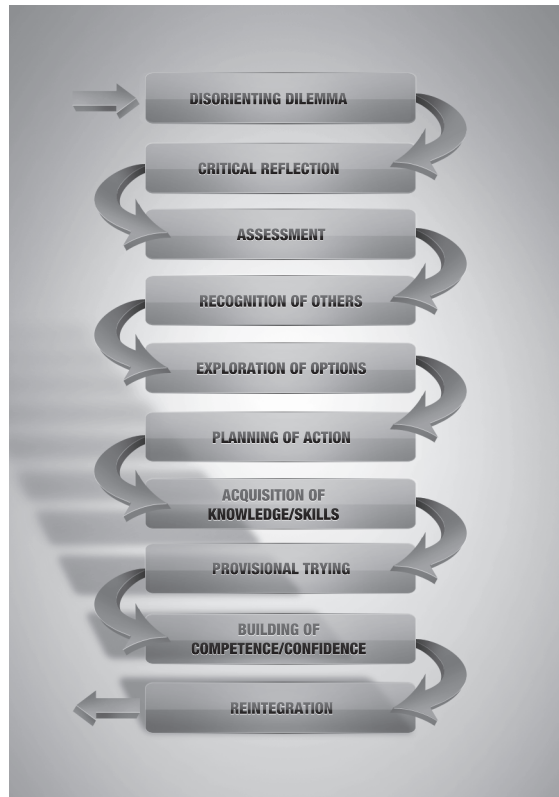 DISORIENTING DILEMMA
CRITICAL REFLECTION
ASSESSMENT
RECOGNITION OF OTHERS
EXPLORATION OF OPTIONS
PLANNING OF ACTION
ACQUISITION OF
KNOWLEDGE/SKILLS
PROVISIONAL TRYING
BUILDING OF
COMPETENCE/CONFIDENCE
REINTEGRATION